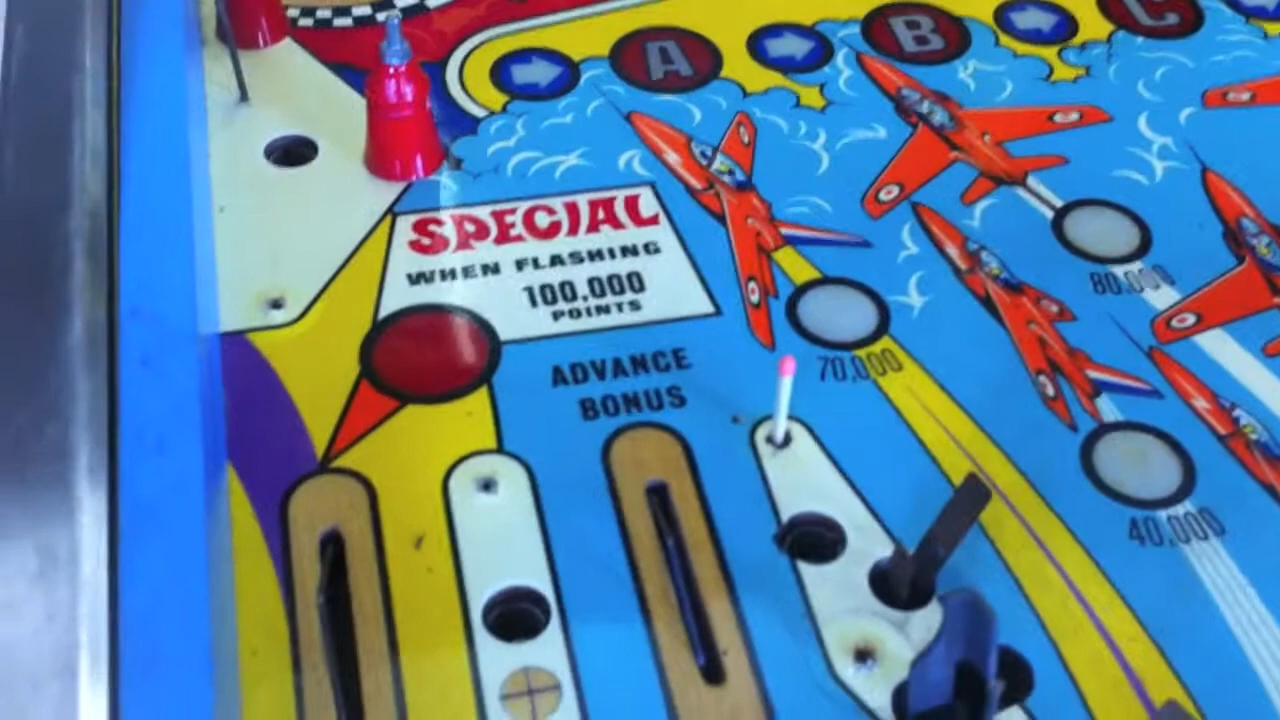 A
B
C
SPECIAL
WHEN FLASHING
100,000
POINTS
80,000
ADVANCE
BONUS
70,000
40,000